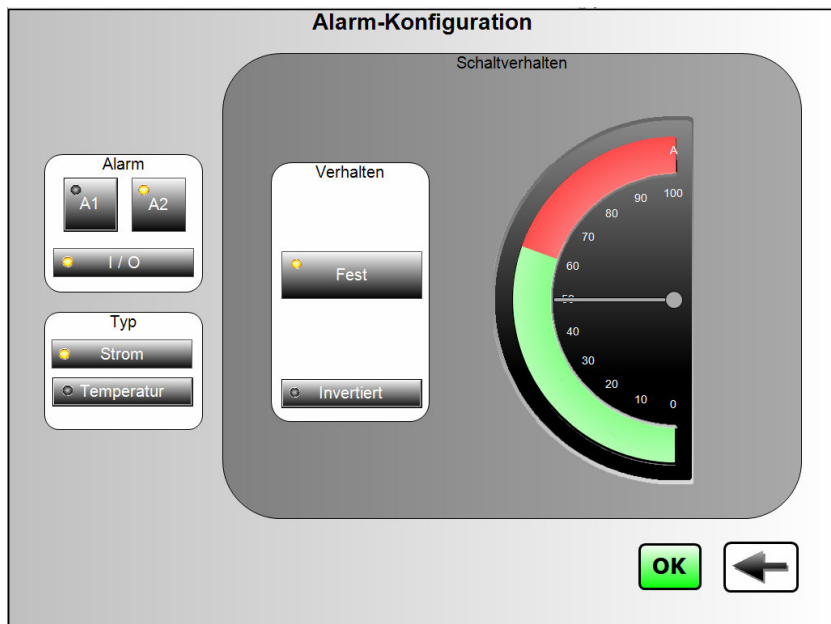 Alarm-Konfiguration
Schaltverhalten
Alarm
A1
A2
I / O
Typ
Strom
Temperatur
Verhalten
Fest
Invertiert
A
100
90
80
70
60
50
40
30
20
10
0
OK